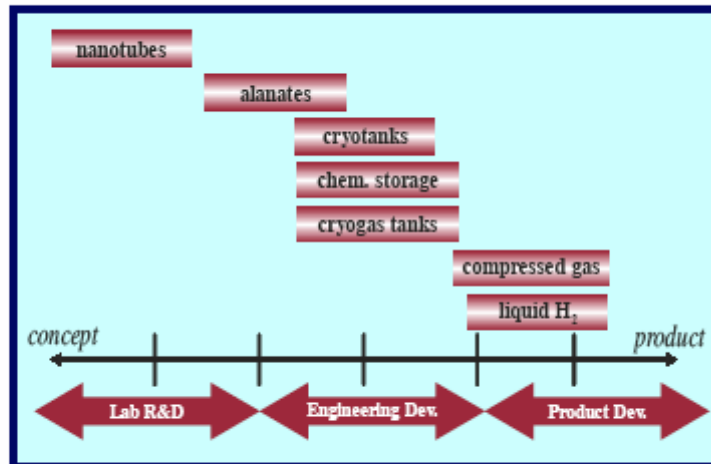 nanotubes
alanates
cryotanks
chem. storage
cryogas tanks
compressed gas
liquid H₂
concept product
Lab R&D Engineering Dev. Product Dev.